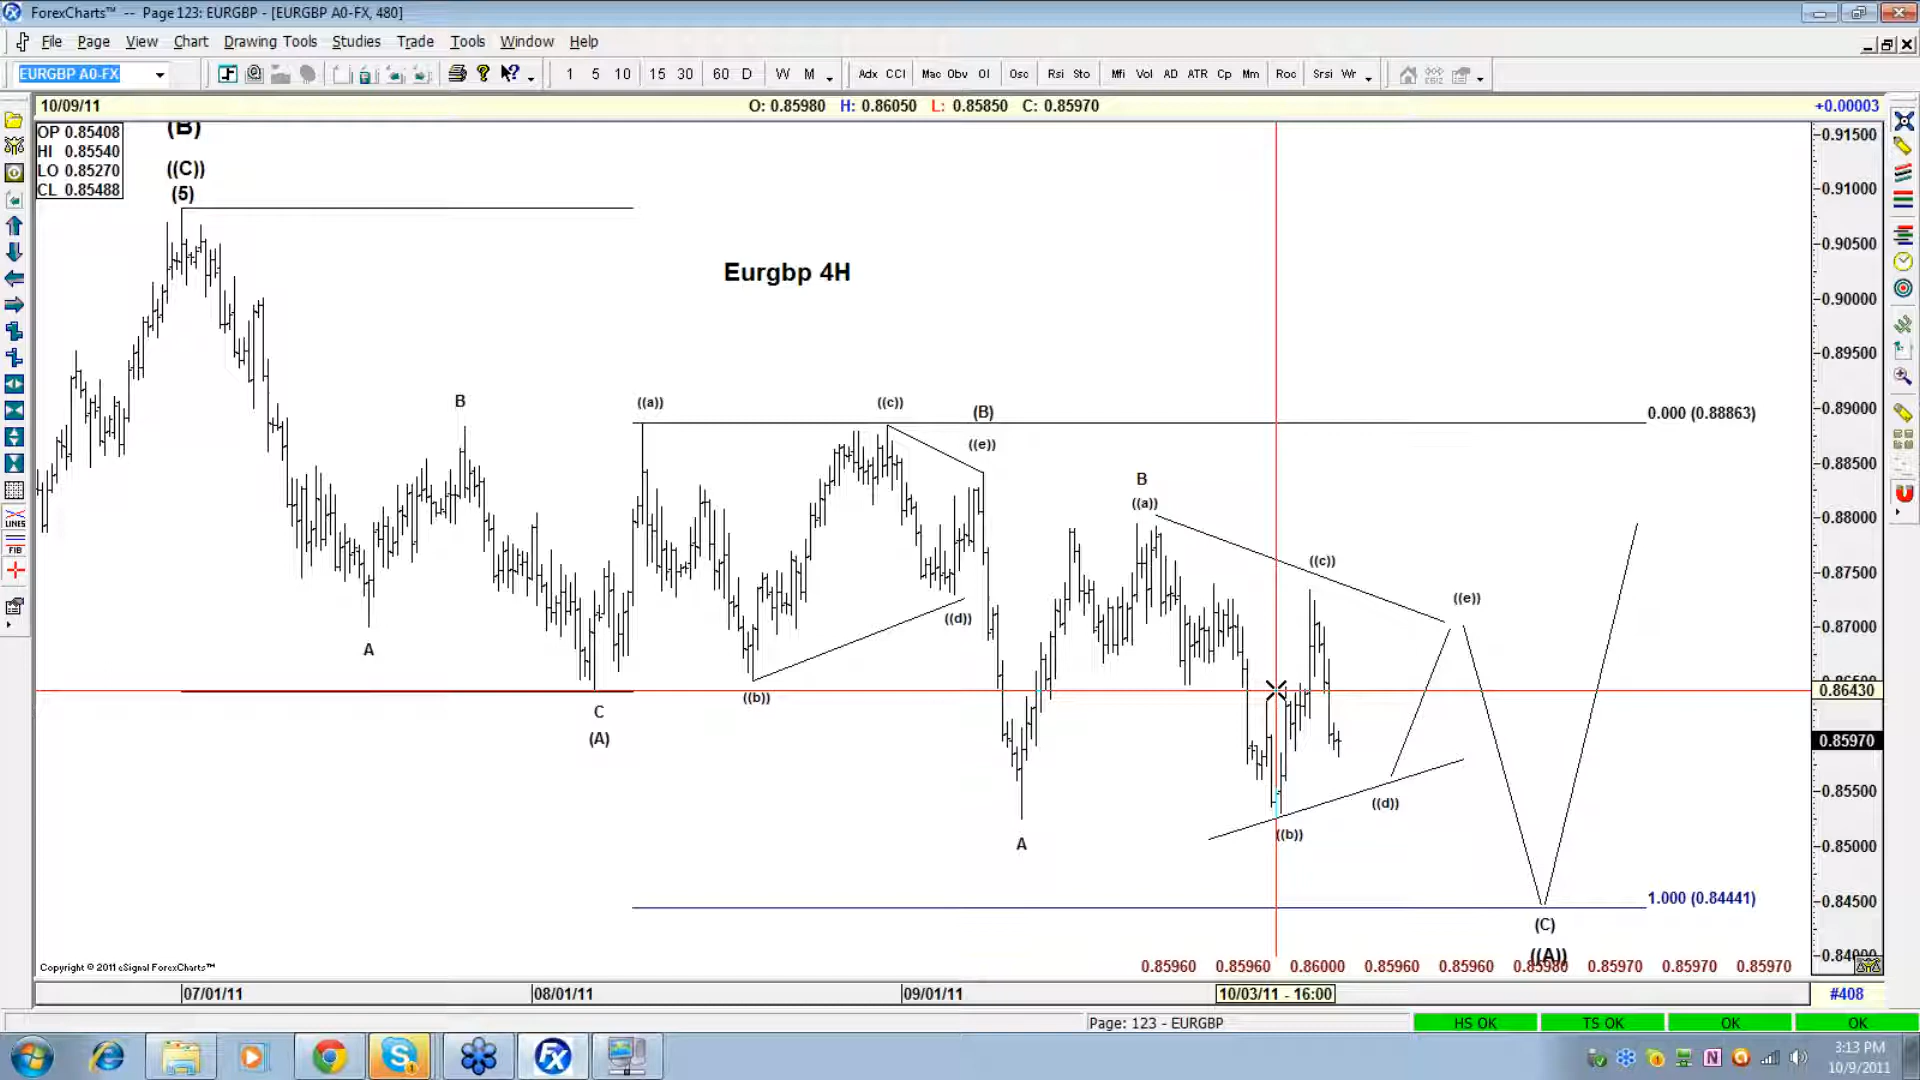 ForexCharts™ -- Page 123: EURGBP - [EURGBP A0-FX, 480]
File Page View Chart Drawing Tools Studies Trade Tools Window Help
EURGBP A0-FX 1 5 10 15 30 60 D W M Adx CCI Mac Obv OI Osc Rsi Sto Mfi Vol AD ATR Cp Mm Roc Srsi Wr
10/09/11 O: 0.85980 H: 0.86050 L: 0.85850 C: 0.85970 +0.00003
OP 0.85408
HI 0.85540
LO 0.85270
CL 0.85488
(B)
((C))
(5)
Eurgbp 4H
B
((a))
((c))
(B)
((e))
0.000 (0.88863)
B
((a))
((c))
((e))
((d))
A
((b))
C
(A)
((d))
((b))
A
1.000 (0.84441)
(C)
((A))
0.91500
0.91000
0.90500
0.90000
0.89500
0.89000
0.88500
0.88000
0.87500
0.87000
0.86430
0.85970
0.85500
0.85000
0.84500
LINES
FIB
Copyright © 2011 eSignal ForexCharts™
0.85960 0.85960 0.86000 0.85960 0.85960 0.85980 0.85970 0.85970 0.85970
07/01/11 08/01/11 09/01/11 10/03/11 - 16:00 #408
Page: 123 - EURGBP HS OK TS OK OK OK
3:13 PM
10/9/2011